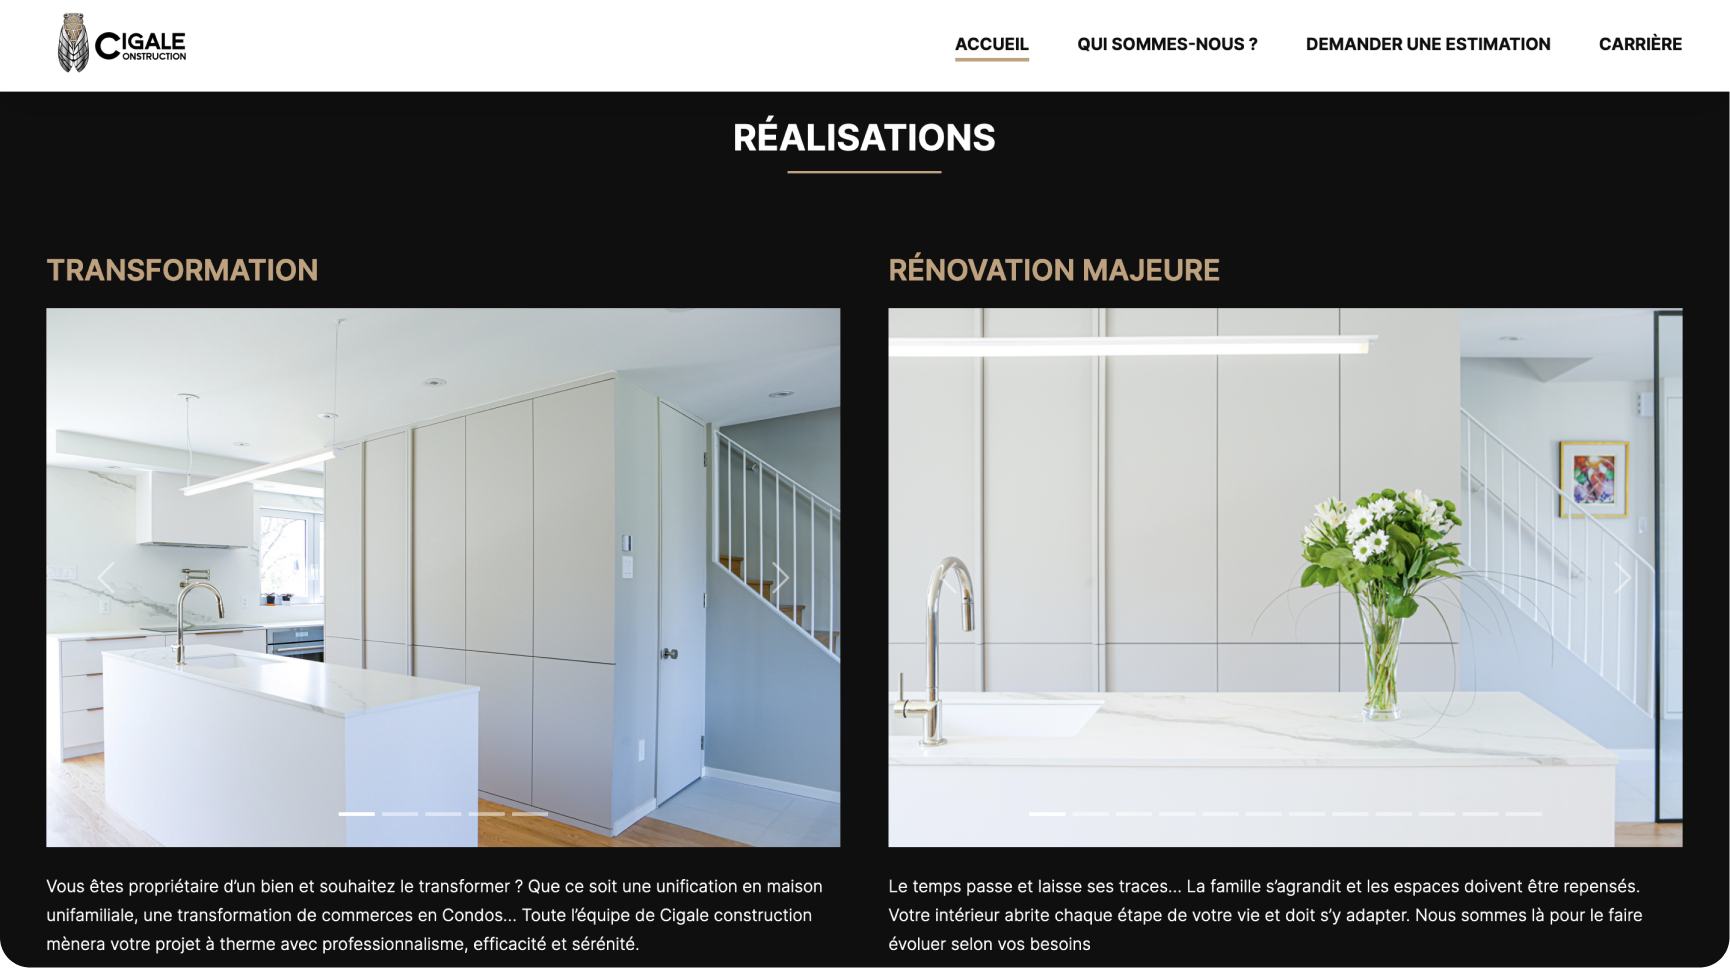 CIGALE
CONSTRUCTION
ACCUEIL
QUI SOMMES-NOUS ?
DEMANDER UNE ESTIMATION
CARRIÈRE
RÉALISATIONS
TRANSFORMATION
Vous êtes propriétaire d’un bien et souhaitez le transformer ? Que ce soit une unification en maison
unifamiliale, une transformation de commerces en Condos... Toute l’équipe de Cigale construction
mènera votre projet à therme avec professionnalisme, efficacité et sérénité.
RÉNOVATION MAJEURE
Le temps passe et laisse ses traces... La famille s’agrandit et les espaces doivent être repensés.
Votre intérieur abrite chaque étape de votre vie et doit s’y adapter. Nous sommes là pour le faire
évoluer selon vos besoins